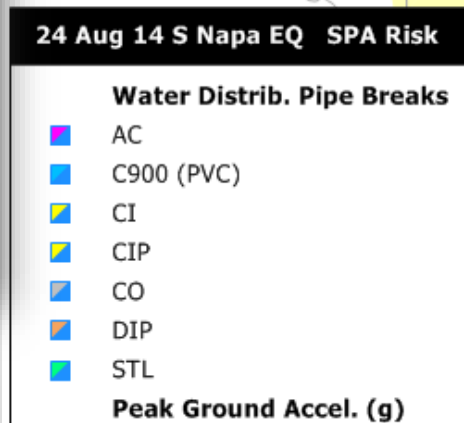 24 Aug 14 S Napa EQ SPA Risk
Water Distrib. Pipe Breaks
AC
C900 (PVC)
CI
CIP
CO
DIP
STL
Peak Ground Accel. (g)